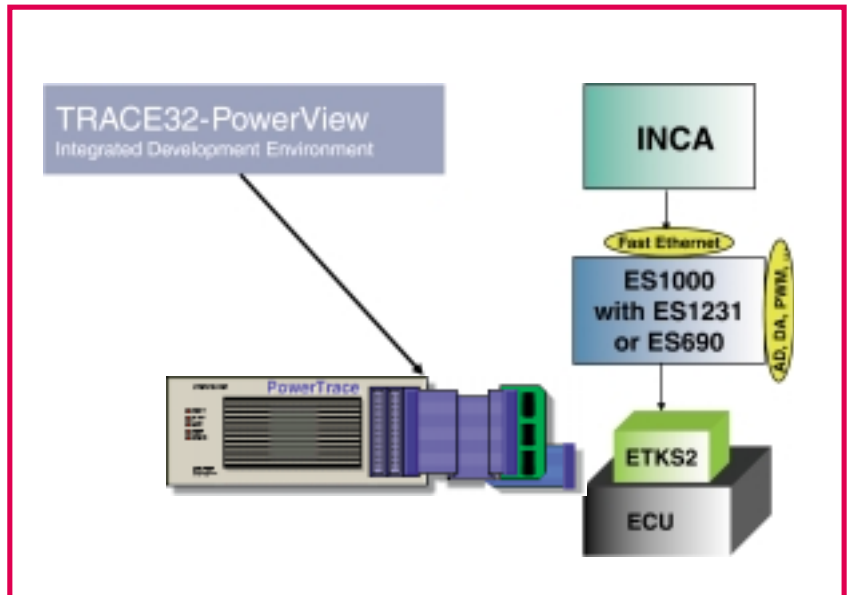 TRACE32-PowerView
Integrated Development Environment
INCA
Fast Ethernet
ES1000
with ES1231
or ES690
AD, DA, PWM, ...
PowerTrace
ETKS2
ECU